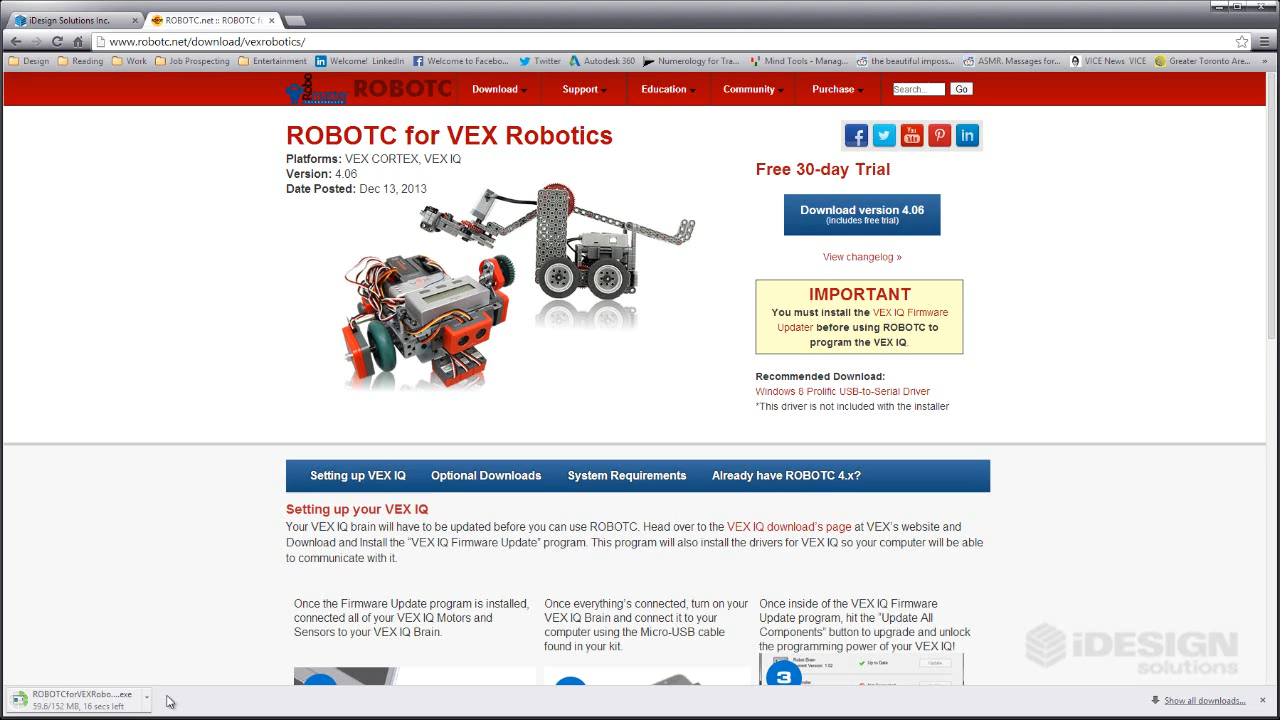 iDesign Solutions Inc.
ROBOTC.net :: ROBOTC fo
www.robotc.net/download/vexrobotics/
Design
Reading
Work
Job Prospecting
Entertainment
Welcome! LinkedIn
Welcome to Facebo...
Twitter
Autodesk 360
Numerology for Tra...
Mind Tools - Manag...
the beautiful imposs...
ASMR. Massages for...
VICE News VICE
Greater Toronto Are...
»
ROBOTC
Download
Support
Education
Community
Purchase
Search...
Go
ROBOTC for VEX Robotics
Platforms: VEX CORTEX, VEX IQ
Version: 4.06
Date Posted: Dec 13, 2013
Free 30-day Trial
Download version 4.06
(includes free trial)
View changelog »
IMPORTANT
You must install the VEX IQ Firmware
Updater before using ROBOTC to
program the VEX IQ.
Recommended Download:
Windows 8 Prolific USB-to-Serial Driver
*This driver is not included with the installer
Setting up VEX IQ
Optional Downloads
System Requirements
Already have ROBOTC 4.x?
Setting up your VEX IQ
Your VEX IQ brain will have to be updated before you can use ROBOTC. Head over to the VEX IQ download's page at VEX's website and
Download and Install the "VEX IQ Firmware Update" program. This program will also install the drivers for VEX IQ so your computer will be able
to communicate with it.
Once the Firmware Update program is installed,
connected all of your VEX IQ Motors and
Sensors to your VEX IQ Brain.
Once everything's connected, turn on your
VEX IQ Brain and connect it to your
computer using the Micro-USB cable
found in your kit.
Once inside of the VEX IQ Firmware
Update program, hit the "Update All
Components" button to upgrade and unlock
the programming power of your VEX IQ!
3
Robot Brain
Up to Date
Update
iDESIGN
solutions
ROBOTCforVEXRobo....exe
59.6/152 MB, 16 secs left
Show all downloads...